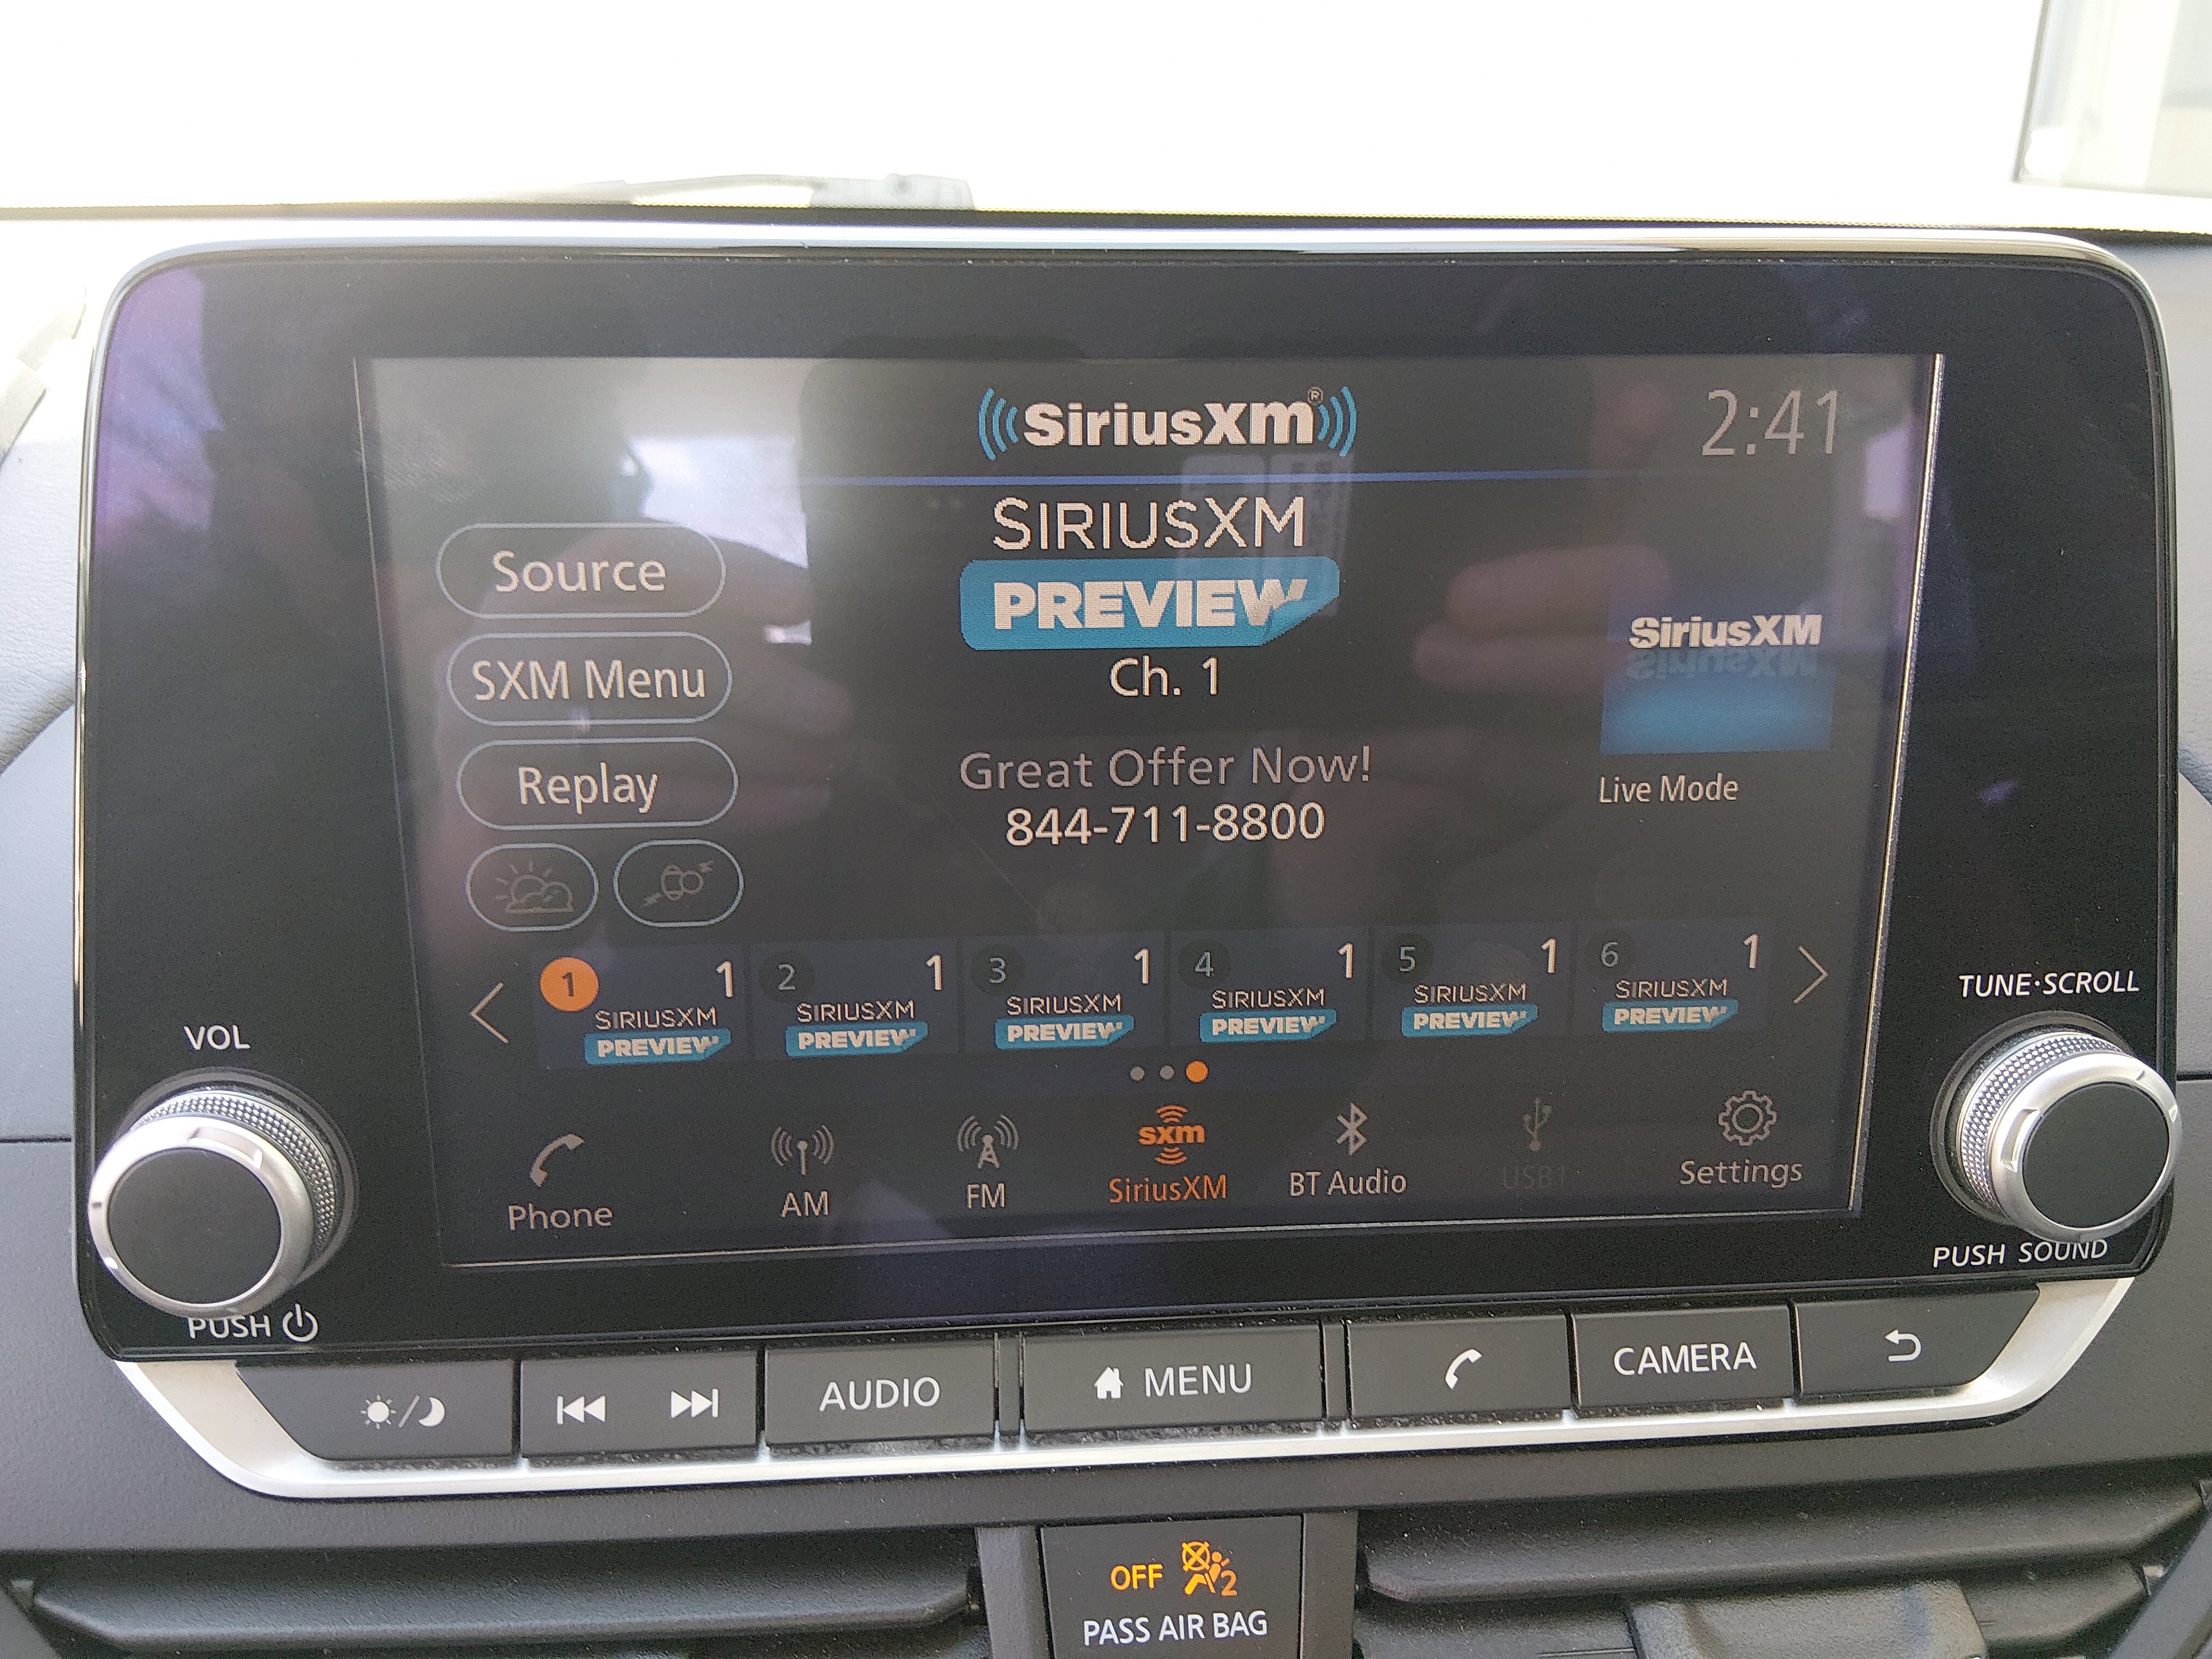 SiriusXM®
2:41
SIRIUSXM
PREVIEW
Ch. 1
Great Offer Now!
844-711-8800
Source
SXM Menu
Replay
SiriusXM
Live Mode
1 1 SIRIUSXM PREVIEW
2 1 SIRIUSXM PREVIEW
3 1 SIRIUSXM PREVIEW
4 1 SIRIUSXM PREVIEW
5 1 SIRIUSXM PREVIEW
6 1 SIRIUSXM PREVIEW
Phone
AM
FM
sxm
SiriusXM
BT Audio
USB1
Settings
VOL
PUSH
TUNE·SCROLL
PUSH SOUND
AUDIO
MENU
CAMERA
OFF 2
PASS AIR BAG